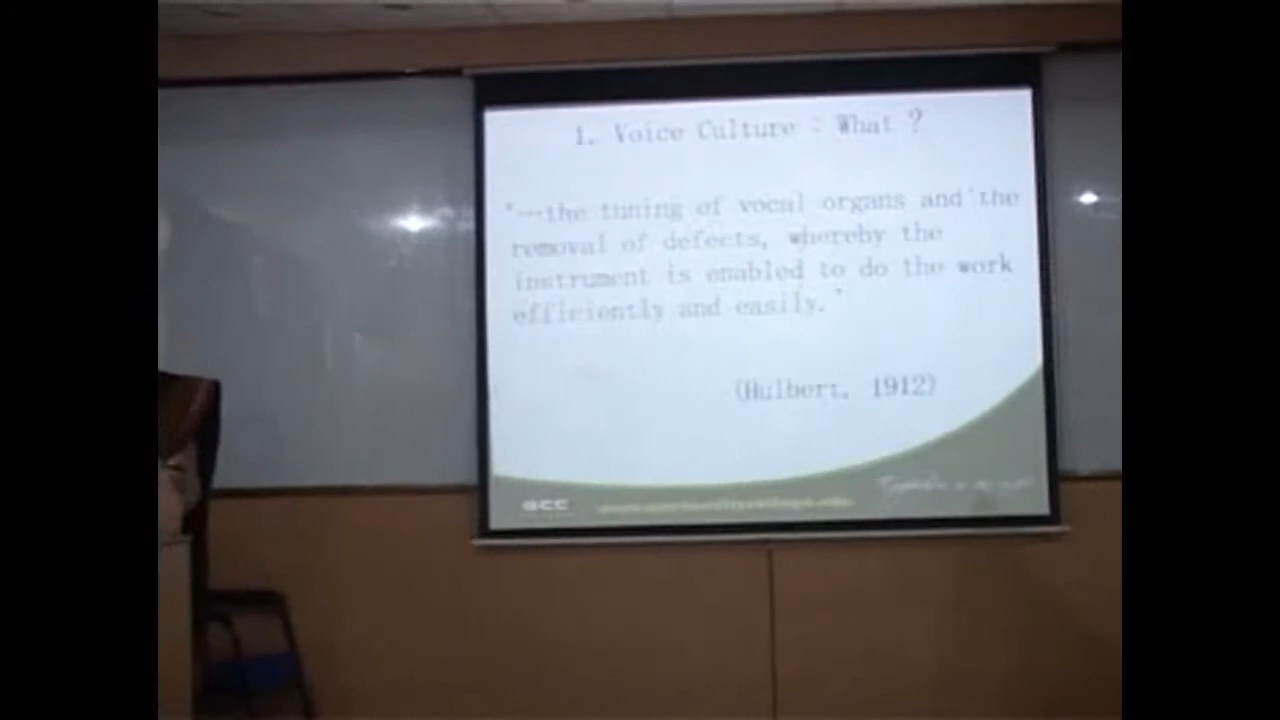 1. Voice Culture : What ?
"---the tuning of vocal organs and the
removal of defects, whereby the
instrument is enabled to do the work
efficiently and easily."
(Hulbert, 1912)
GCC